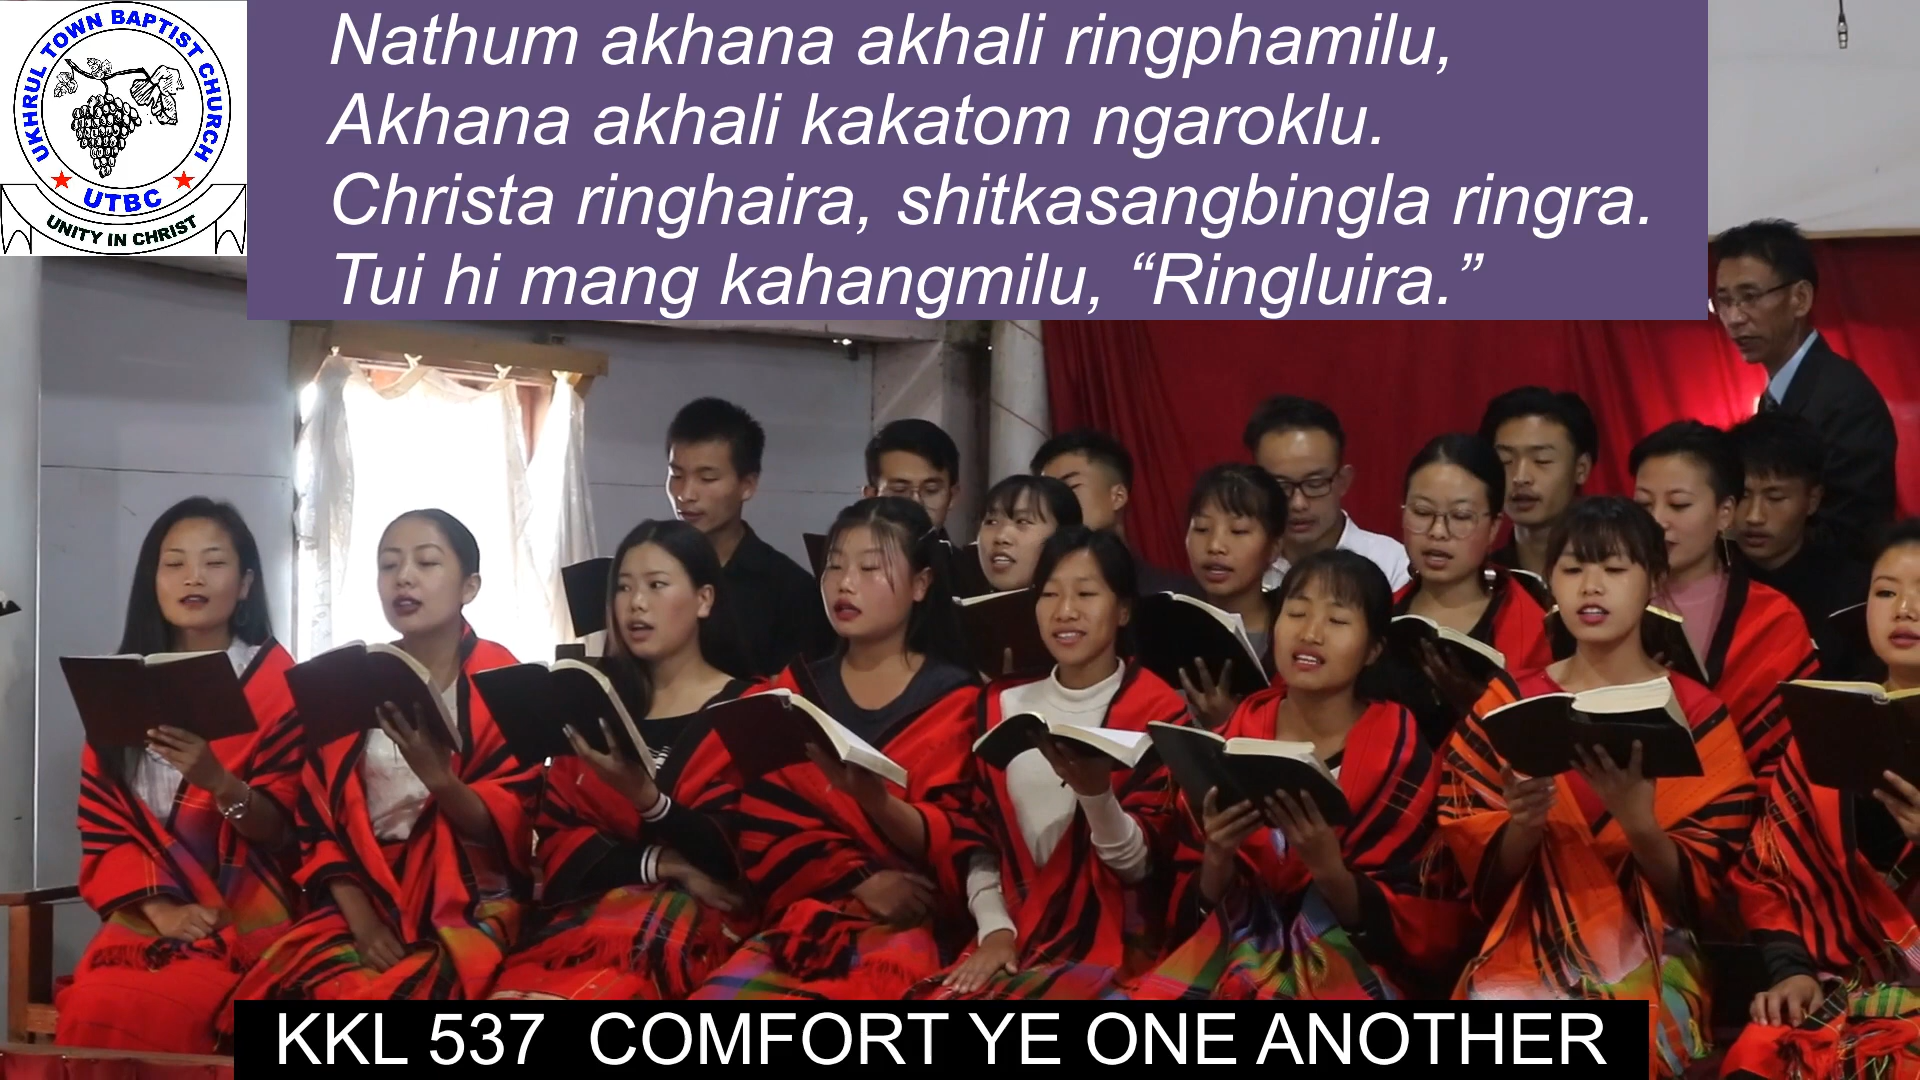 UKHRUL TOWN BAPTIST CHURCH
UTBC
UNITY IN CHRIST
Nathum akhana akhali ringphamilu,
Akhana akhali kakatom ngaroklu.
Christa ringhaira, shitkasangbingla ringra.
Tui hi mang kahangmilu, “Ringluira.”
KKL 537 COMFORT YE ONE ANOTHER